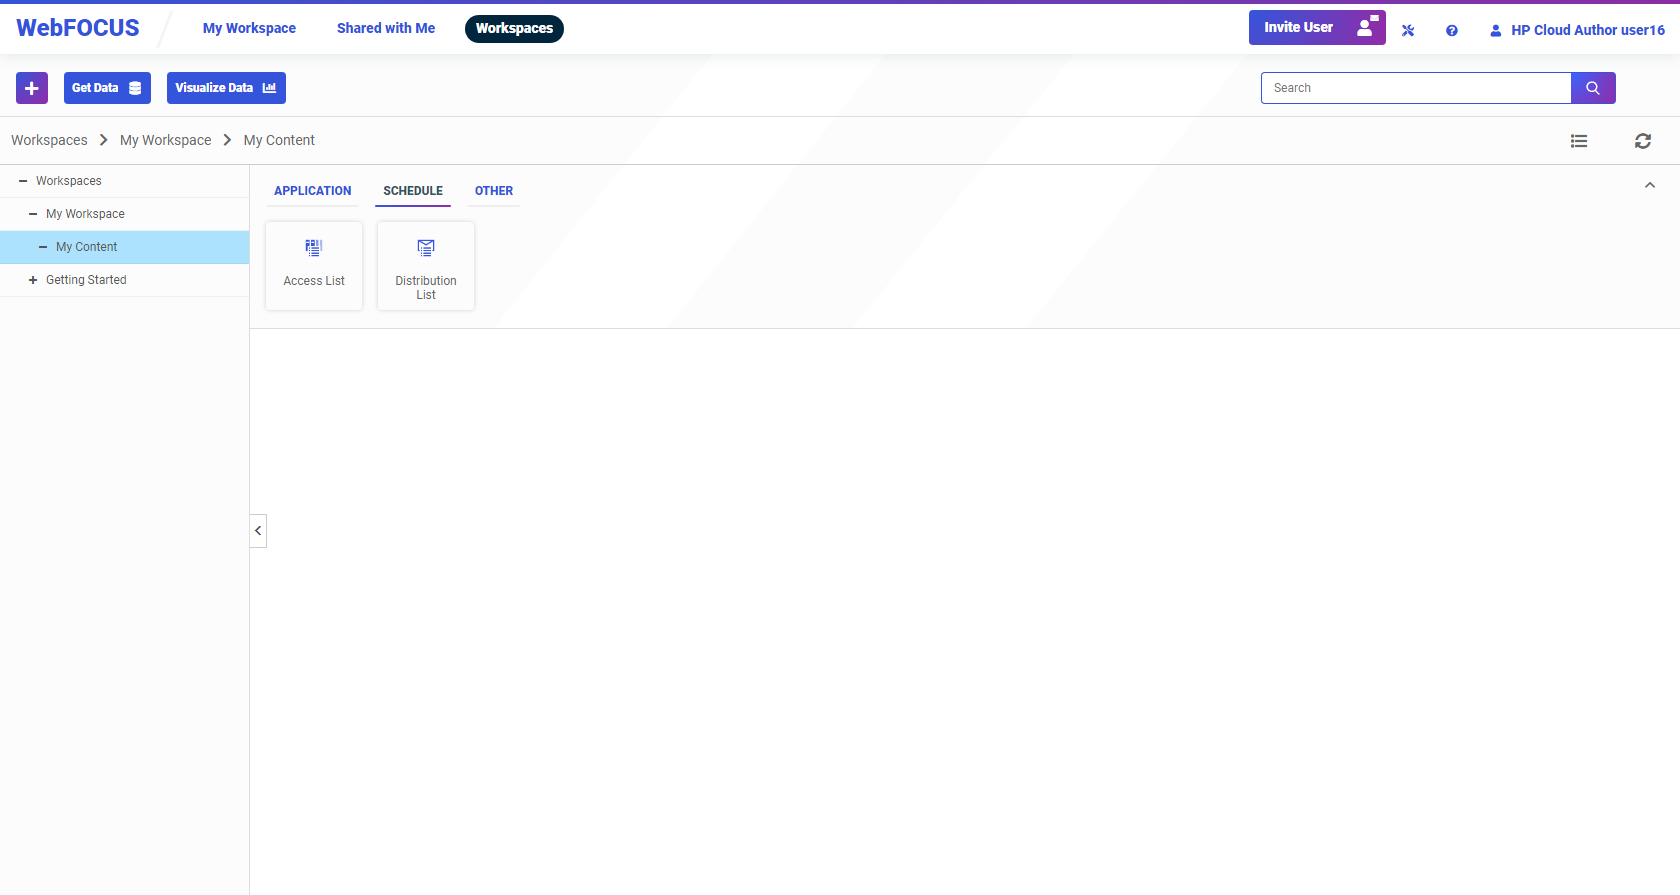 WebFOCUS
My Workspace
Shared with Me
Workspaces
Invite User
HP Cloud Author user16
Get Data
Visualize Data
Search
Workspaces
My Workspace
My Content
Workspaces
My Workspace
My Content
Getting Started
APPLICATION
SCHEDULE
OTHER
Access List
Distribution
List